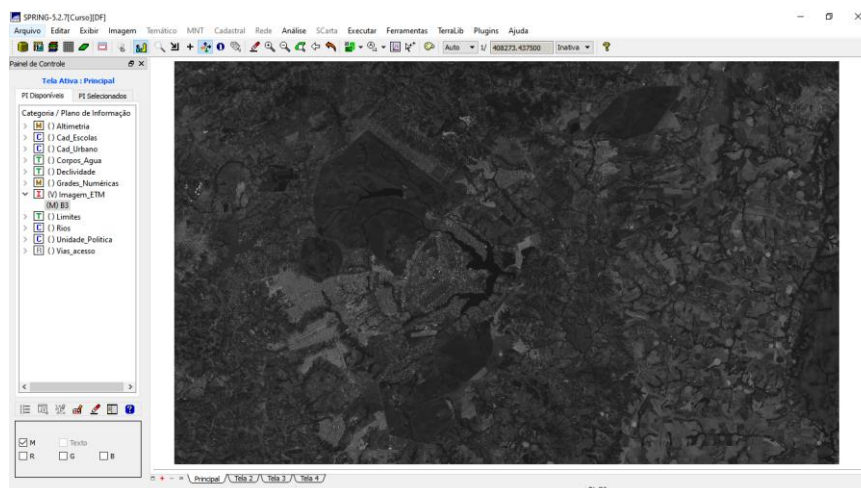 SPRING-5.2.7[Curso][DF]
Arquivo Editar Exibir Imagem Temático MNT Cadastral Rede Análise SCarta Executar Ferramentas TerraLib Plugins Ajuda
Auto 1/ 408273.437500 Inativa
Painel de Controle
Tela Ativa : Principal
PI Disponíveis PI Selecionados
Categoria / Plano de Informação
M () Altimetria
C () Cad_Escolas
C () Cad_Urbano
T () Corpos_Agua
T () Declividade
M () Grades_Numéricas
I (V) Imagem_ETM
(M) B3
T () Limites
C () Rios
C () Unidade_Politica
R () Vias_acesso
M Texto
R G B
Principal Tela 2 Tela 3 Tela 4